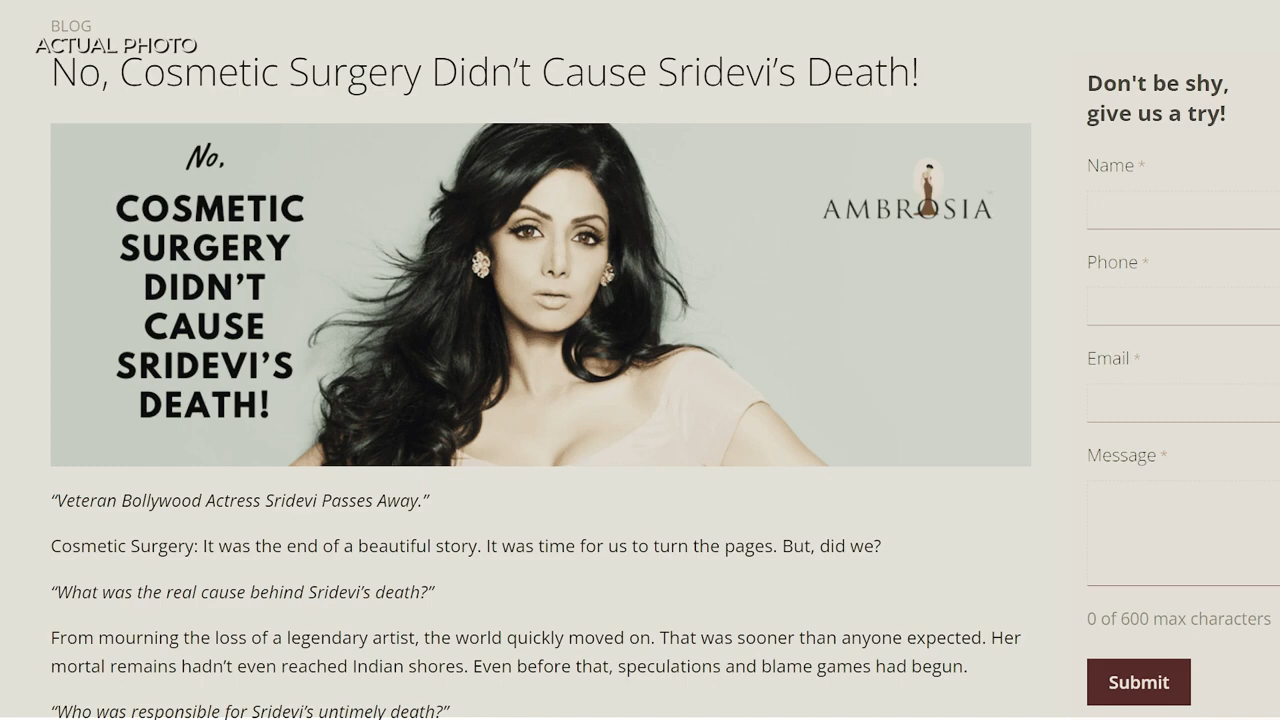 BLOG
ACTUAL PHOTO
No, Cosmetic Surgery Didn’t Cause Sridevi’s Death!
No,
COSMETIC
SURGERY
DIDN’T
CAUSE
SRIDEVI’S
DEATH!
AMBROSIA
“Veteran Bollywood Actress Sridevi Passes Away.”
Cosmetic Surgery: It was the end of a beautiful story. It was time for us to turn the pages. But, did we?
“What was the real cause behind Sridevi’s death?”
From mourning the loss of a legendary artist, the world quickly moved on. That was sooner than anyone expected. Her
mortal remains hadn’t even reached Indian shores. Even before that, speculations and blame games had begun.
“Who was responsible for Sridevi’s untimely death?”
Don't be shy,
give us a try!
Name *
Phone *
Email *
Message *
0 of 600 max characters
Submit